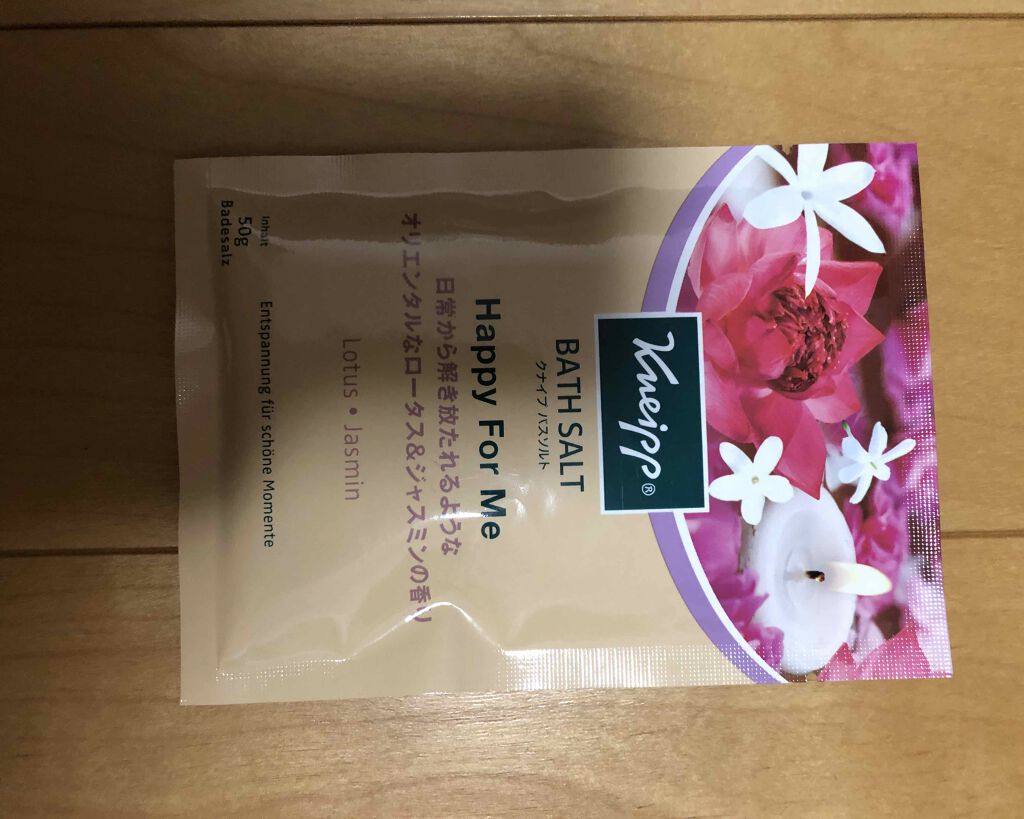 Kneipp®
BATH SALT
クナイプ バスソルト
Happy For Me
日常から解き放たれるような
オリエンタルなロータス&ジャスミンの香り
Lotus • Jasmin
Entspannung für schöne Momente
Inhalt
50g
Badesalz